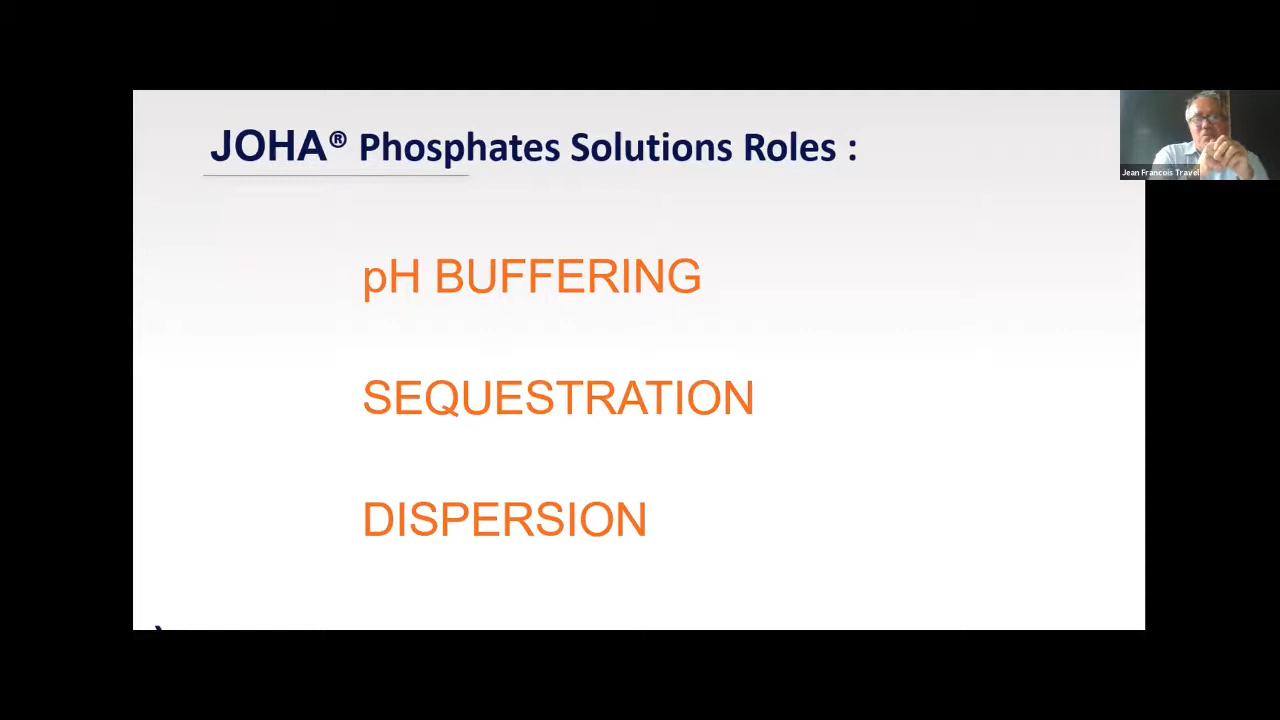 JOHA® Phosphates Solutions Roles :
Jean Francois Travel
pH BUFFERING
SEQUESTRATION
DISPERSION